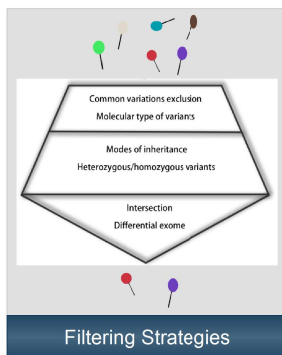 Common variations exclusion
Molecular type of variants
Modes of inheritance
Heterozygous/homozygous variants
Intersection
Differential exome
Filtering Strategies